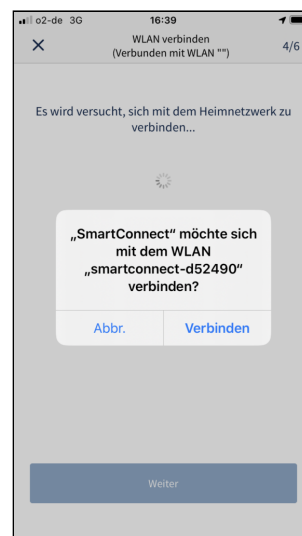 o2-de 3G 16:39
WLAN verbinden
(Verbunden mit WLAN "") 4/6
Es wird versucht, sich mit dem Heimnetzwerk zu
verbinden...
„SmartConnect“ möchte sich
mit dem WLAN
„smartconnect-d52490“
verbinden?
Abbr. Verbinden
Weiter